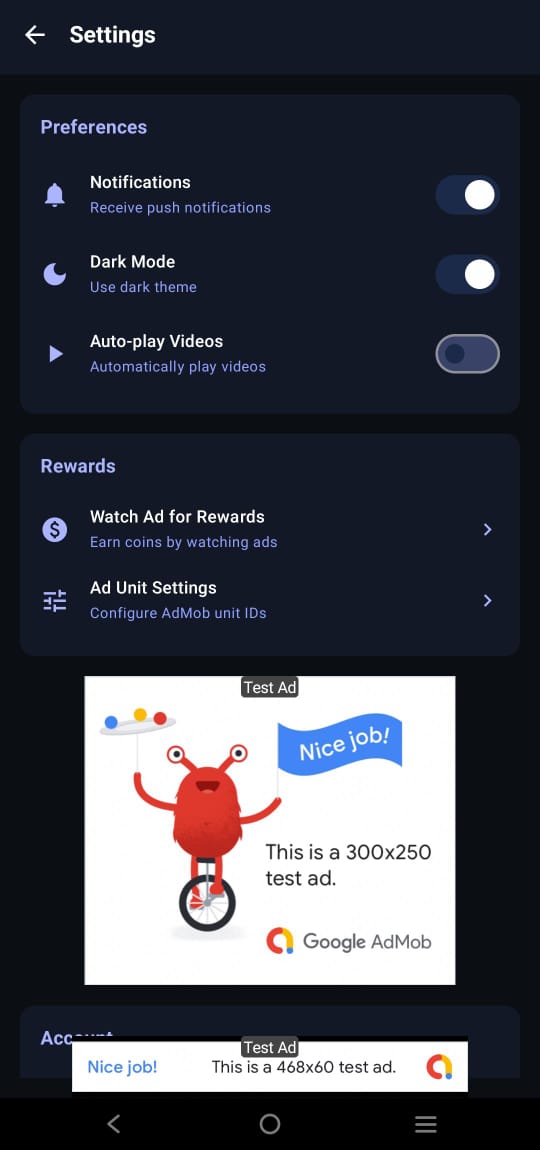 Settings
Preferences
Notifications
Receive push notifications
Dark Mode
Use dark theme
Auto-play Videos
Automatically play videos
Rewards
$
Watch Ad for Rewards
Earn coins by watching ads
Ad Unit Settings
Configure AdMob unit IDs
Test Ad
Nice job!
This is a 300x250
test ad.
Google AdMob
Account
Test Ad
Nice job! This is a 468x60 test ad.